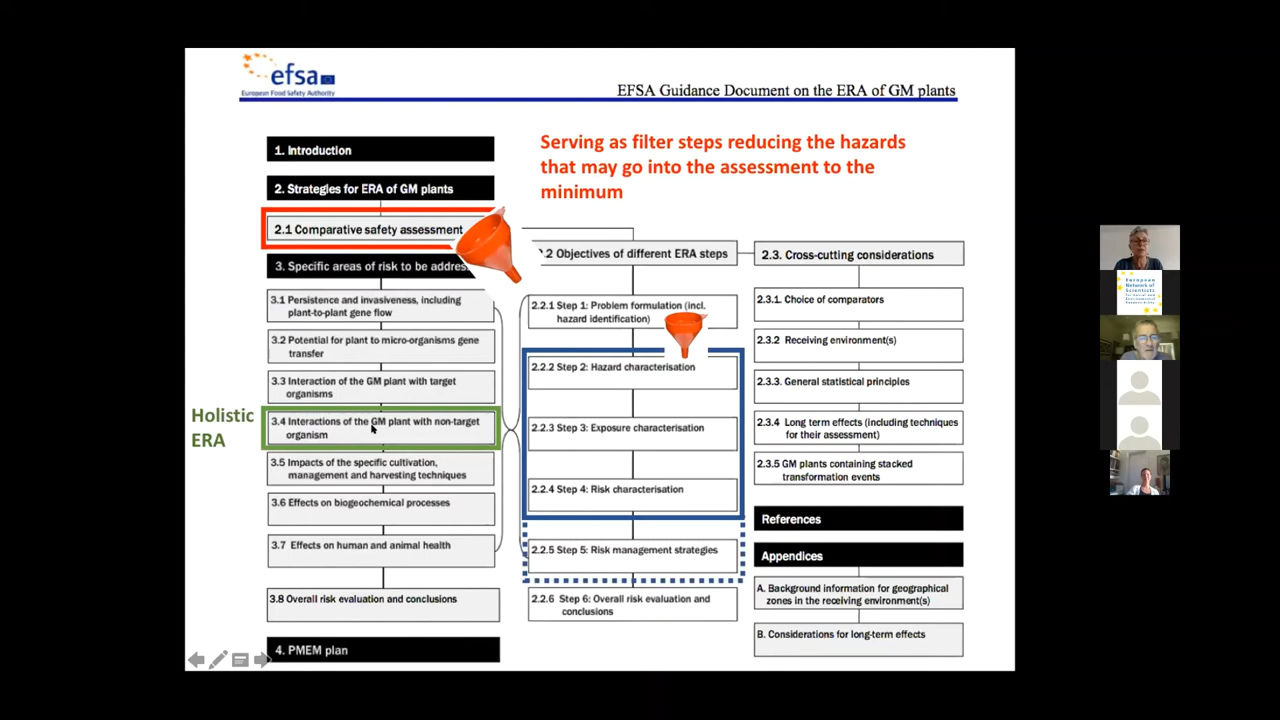 efsa
European Food Safety Authority
EFSA Guidance Document on the ERA of GM plants
Serving as filter steps reducing the hazards
that may go into the assessment to the
minimum
1. Introduction
2. Strategies for ERA of GM plants
2.1 Comparative safety assessment
3. Specific areas of risk to be addres
3.1 Persistence and invasiveness, including
plant-to-plant gene flow
3.2 Potential for plant to micro-organisms gene
transfer
3.3 Interaction of the GM plant with target
organisms
Holistic
ERA
3.4 Interactions of the GM plant with non-target
organism
3.5 Impacts of the specific cultivation,
management and harvesting techniques
3.6 Effects on biogeochemical processes
3.7 Effects on human and animal health
3.8 Overall risk evaluation and conclusions
4. PMEM plan
.2 Objectives of different ERA steps
2.2.1 Step 1: Problem formulation (incl.
hazard identification)
2.2.2 Step 2: Hazard characterisation
2.2.3 Step 3: Exposure characterisation
2.2.4 Step 4: Risk characterisation
2.2.5 Step 5: Risk management strategies
2.2.6 Step 6: Overall risk evaluation and
conclusions
2.3. Cross-cutting considerations
2.3.1. Choice of comparators
2.3.2 Receiving environment(s)
2.3.3. General statistical principles
2.3.4 Long term effects (including techniques
for their assessment)
2.3.5 GM plants containing stacked
transformation events
References
Appendices
A. Background information for geographical
zones in the receiving environment(s)
B. Considerations for long-term effects
European
Network of
Scientists
for Social and
Environmental
Responsibility